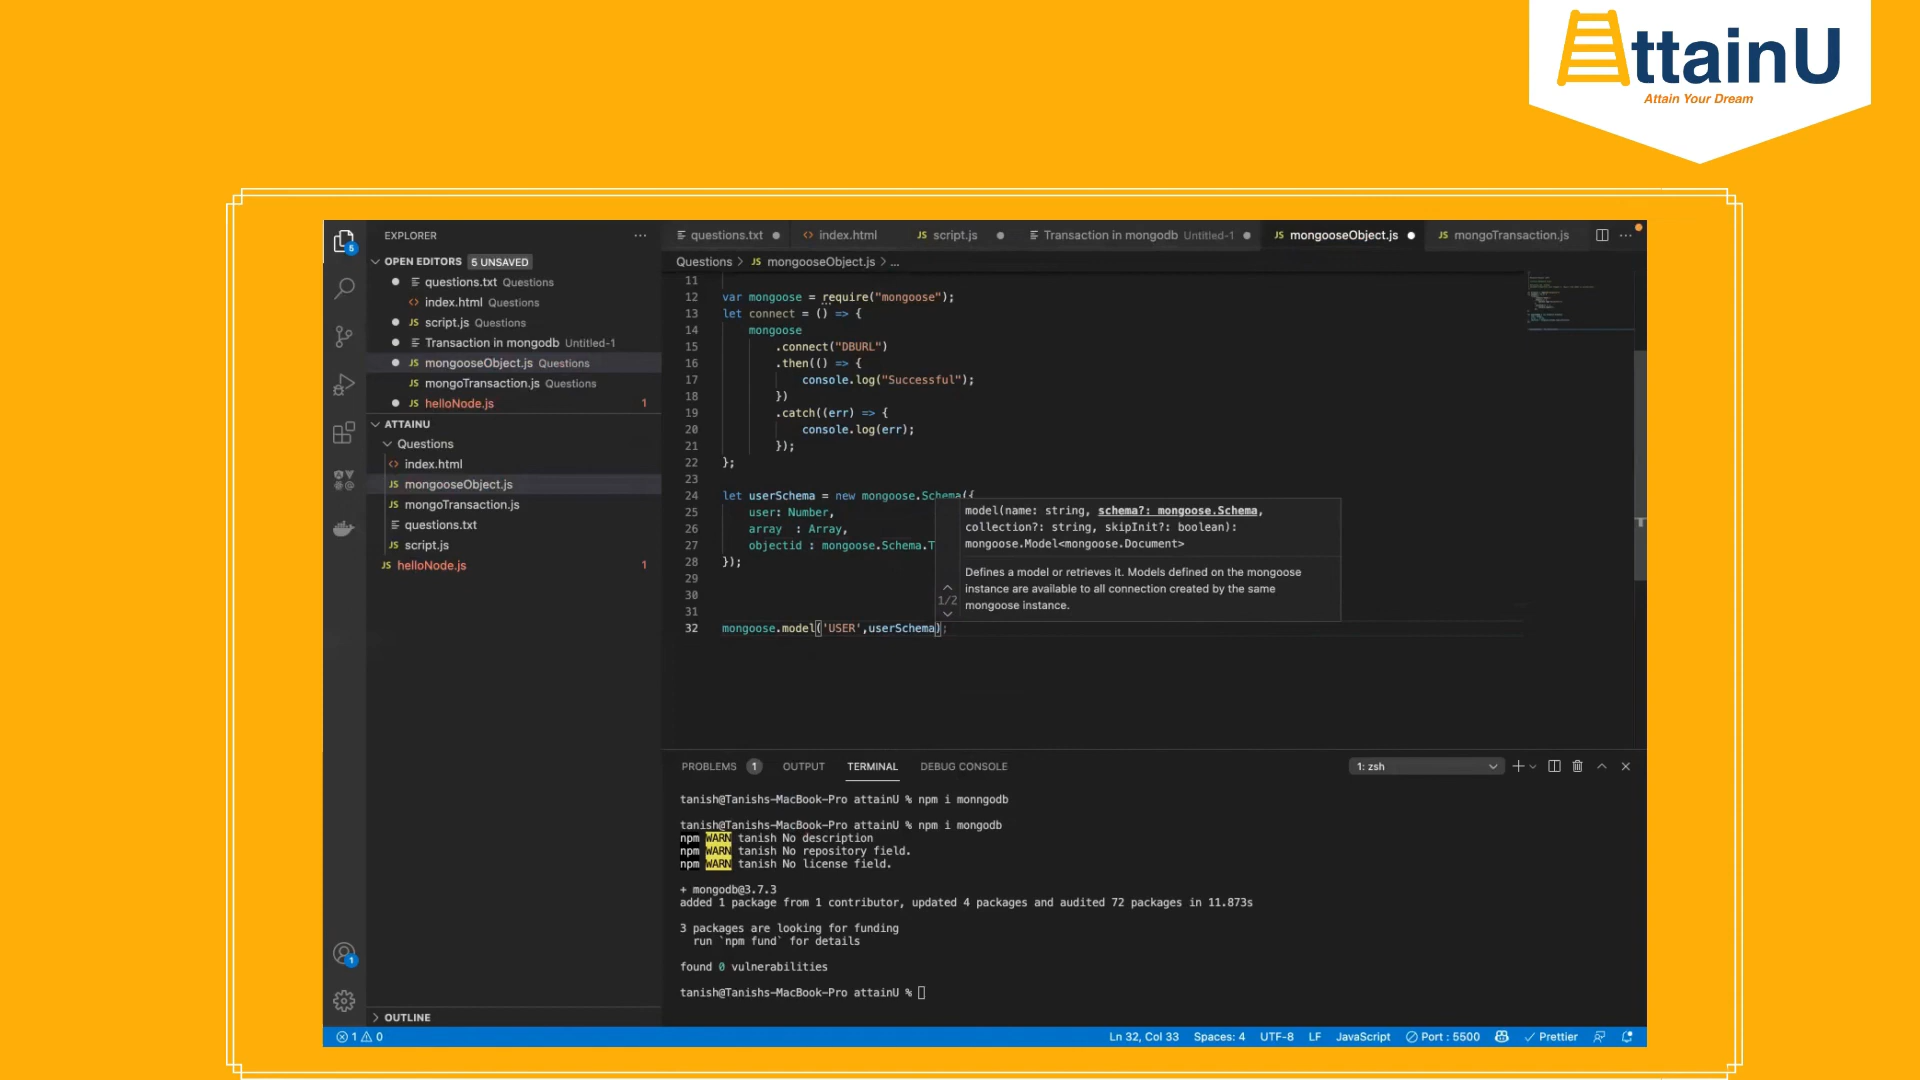 AttainU
Attain Your Dream
EXPLORER
OPEN EDITORS 5 UNSAVED
questions.txt Questions
index.html Questions
JS script.js Questions
Transaction in mongodb Untitled-1
JS mongooseObject.js Questions
JS mongoTransaction.js Questions
JS helloNode.js 1
ATTAINU
Questions
index.html
JS mongooseObject.js
JS mongoTransaction.js
questions.txt
JS script.js
JS helloNode.js 1
OUTLINE
questions.txt
index.html
JS script.js
Transaction in mongodb Untitled-1
JS mongooseObject.js
JS mongoTransaction.js
Questions > JS mongooseObject.js > ...
11
12 var mongoose = require("mongoose");
13 let connect = () => {
14 mongoose
15 .connect("DBURL")
16 .then(() => {
17 console.log("Successful");
18 })
19 .catch((err) => {
20 console.log(err);
21 });
22 };
23
24 let userSchema = new mongoose.Schema({
25 user: Number,
26 array : Array,
27 objectid : mongoose.Schema.T
28 });
29
30
31
32 mongoose.model('USER',userSchema);
model(name: string, schema?: mongoose.Schema,
collection?: string, skipInit?: boolean):
mongoose.Model<mongoose.Document>
1/2
Defines a model or retrieves it. Models defined on the mongoose
instance are available to all connection created by the same
mongoose instance.
PROBLEMS 1 OUTPUT TERMINAL DEBUG CONSOLE 1: zsh
tanish@Tanishs-MacBook-Pro attainU % npm i monngodb
tanish@Tanishs-MacBook-Pro attainU % npm i mongodb
npm WARN tanish No description
npm WARN tanish No repository field.
npm WARN tanish No license field.
+ mongodb@3.7.3
added 1 package from 1 contributor, updated 4 packages and audited 72 packages in 11.873s
3 packages are looking for funding
run `npm fund` for details
found 0 vulnerabilities
tanish@Tanishs-MacBook-Pro attainU %
1 0 Ln 32, Col 33 Spaces: 4 UTF-8 LF JavaScript Port : 5500 Prettier